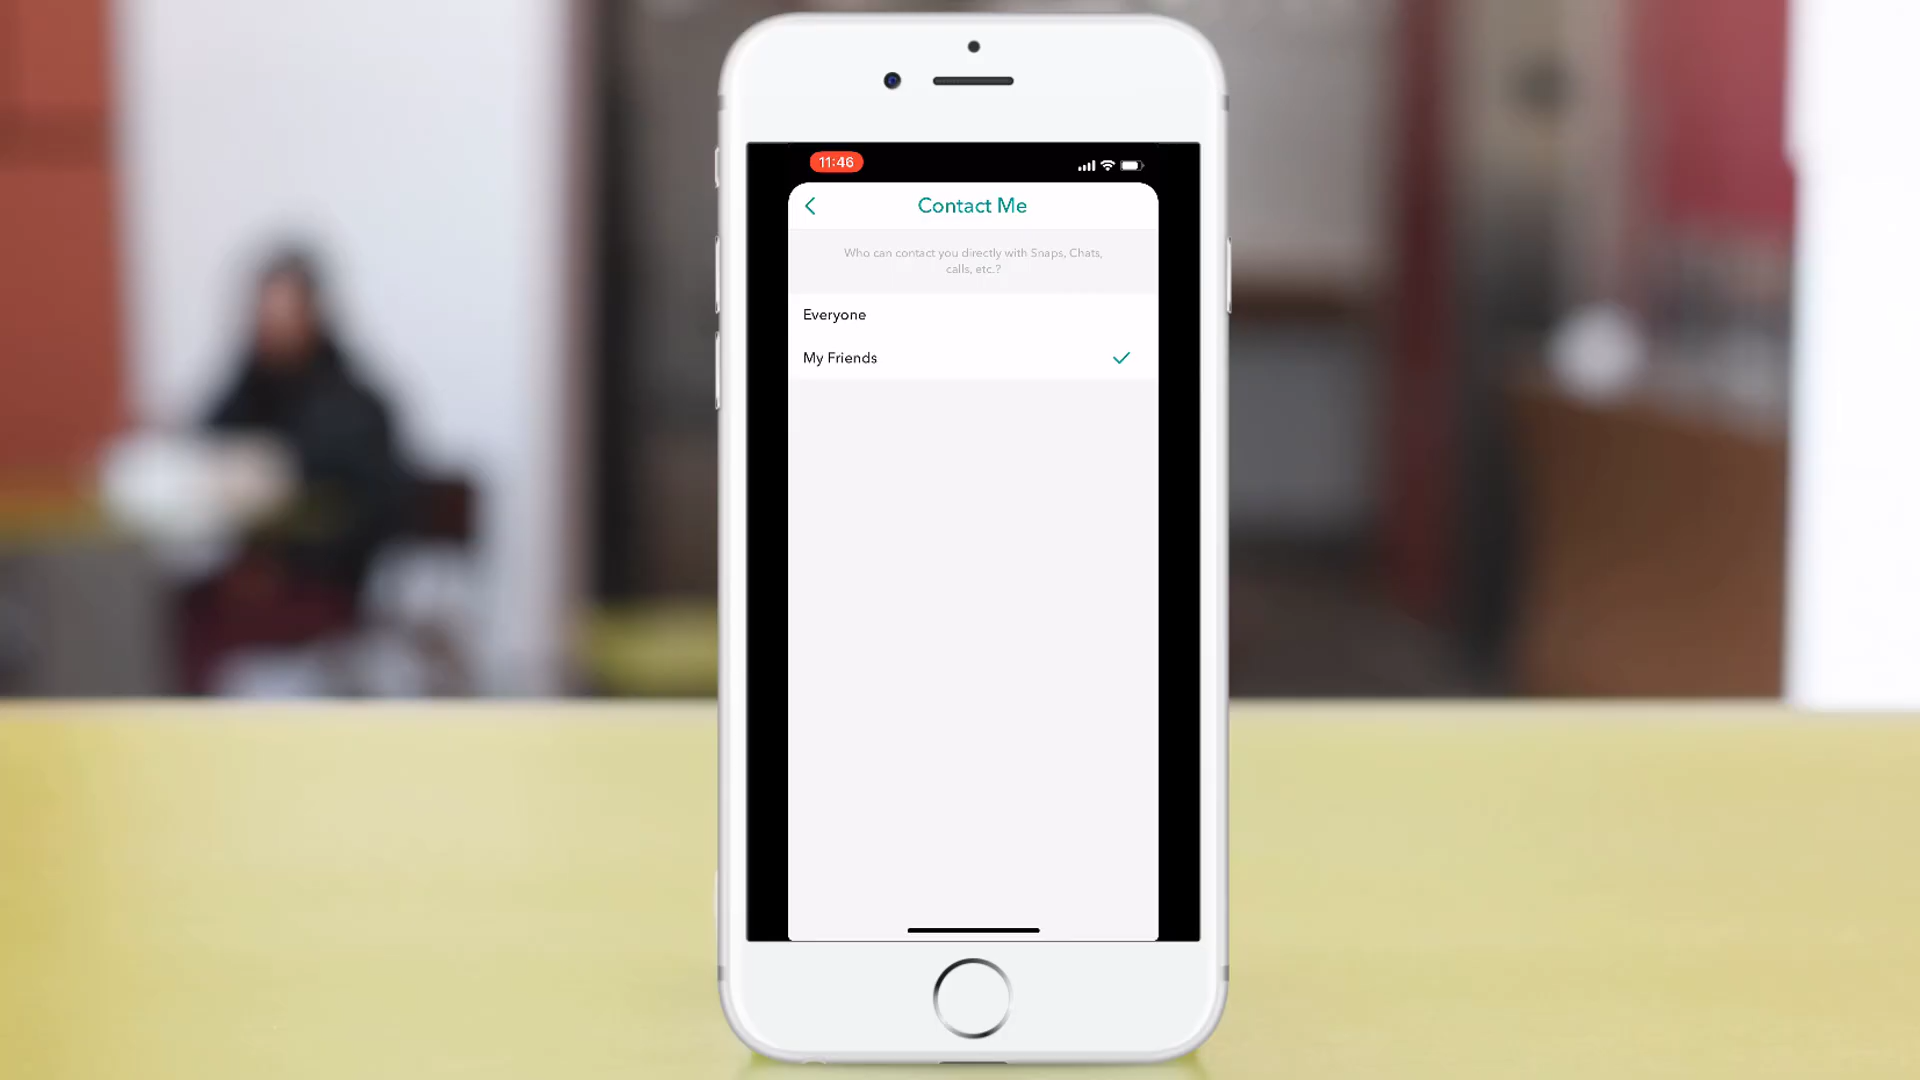 11:46
Contact Me
Who can contact you directly with Snaps, Chats,
calls, etc.?
Everyone
My Friends